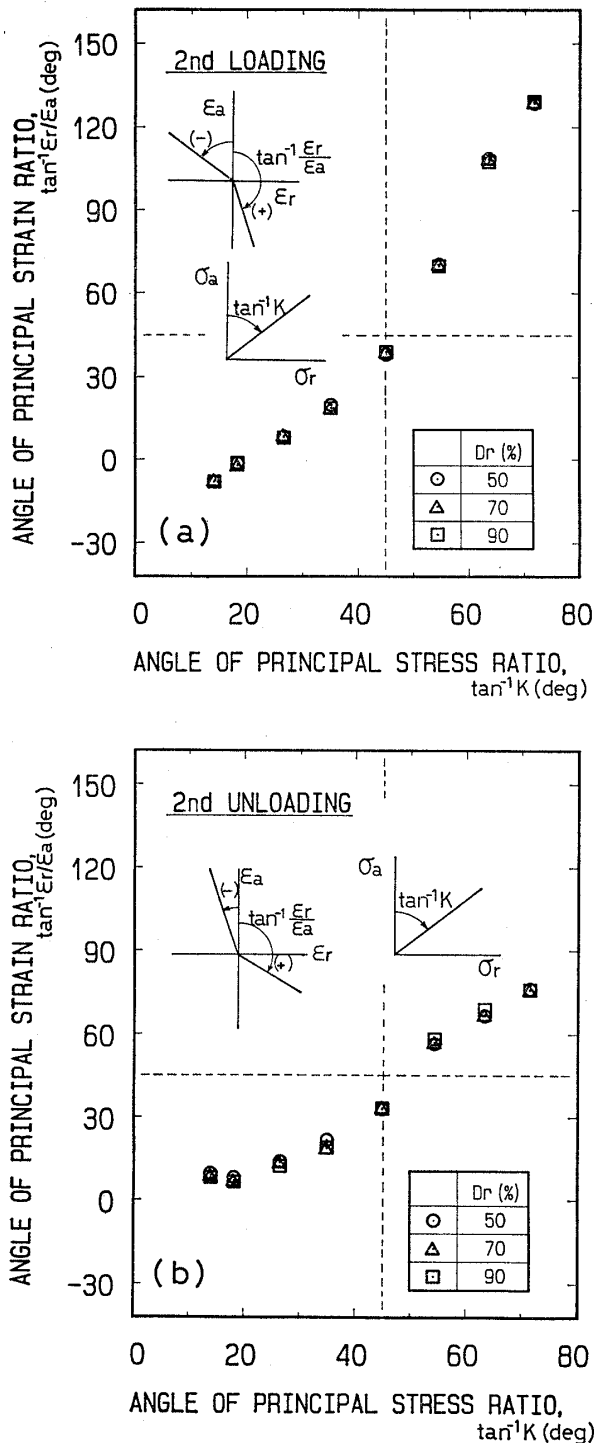 ANGLE OF PRINCIPAL STRAIN RATIO,
tan⁻¹εr/εa (deg)
150
120
90
60
30
0
-30
2nd LOADING
εa
(-)
tan⁻¹ εr/εa
εr
(+)
σa
tan⁻¹K
σr
Dr (%)
50
70
90
(a)
0 20 40 60 80
ANGLE OF PRINCIPAL STRESS RATIO,
tan⁻¹K (deg)
ANGLE OF PRINCIPAL STRAIN RATIO,
tan⁻¹εr/εa (deg)
150
120
90
60
30
0
-30
2nd UNLOADING
εa
(-)
tan⁻¹ εr/εa
εr
(+)
σa
tan⁻¹K
σr
Dr (%)
50
70
90
(b)
0 20 40 60 80
ANGLE OF PRINCIPAL STRESS RATIO,
tan⁻¹K (deg)